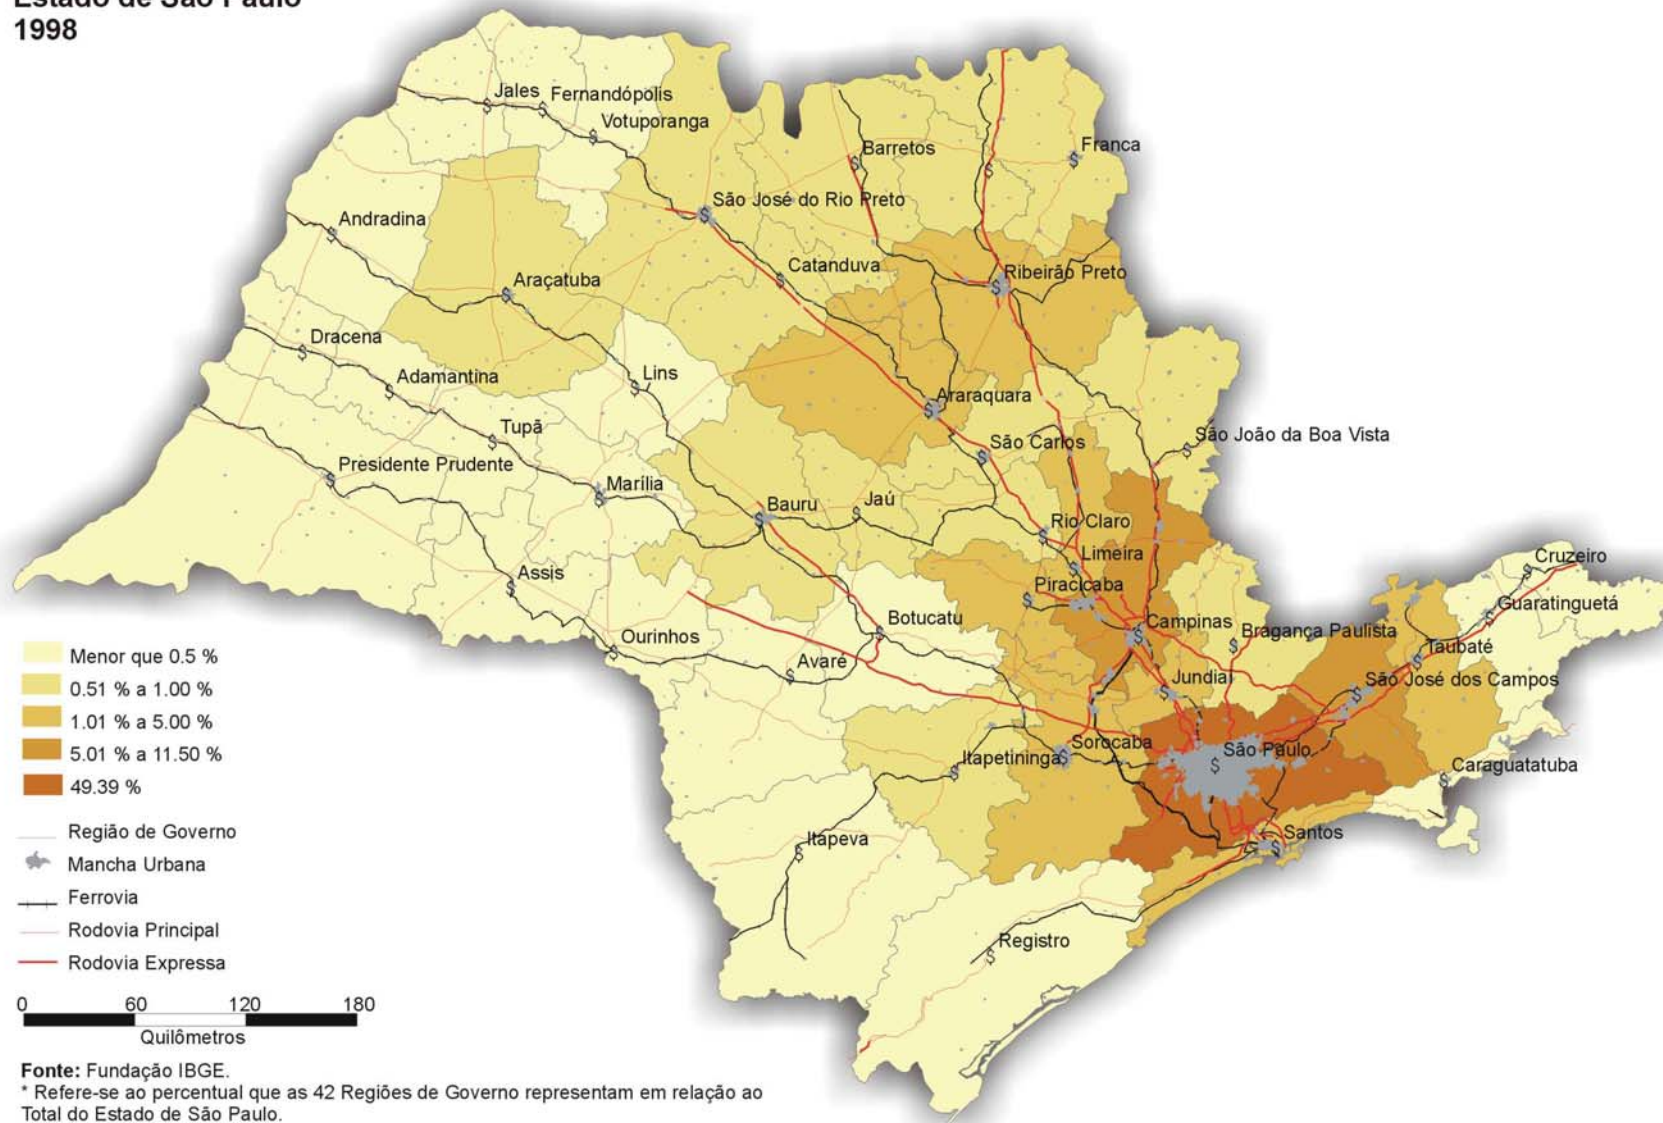 Estado de São Paulo
1998
Jales
Fernandópolis
Votuporanga
Barretos
Franca
São José do Rio Preto
Andradina
Catanduva
Ribeirão Preto
Araçatuba
Dracena
Adamantina
Lins
Araraquara
Tupã
São Carlos
São João da Boa Vista
Presidente Prudente
Marília
Bauru
Jaú
Rio Claro
Limeira
Cruzeiro
Assis
Piracicaba
Guaratinguetá
Botucatu
Campinas
Bragança Paulista
Ourinhos
Taubaté
Avaré
Jundiaí
São José dos Campos
Sorocaba
São Paulo
Itapetininga
Caraguatatuba
Itapeva
Santos
Registro
Menor que 0.5 %
0.51 % a 1.00 %
1.01 % a 5.00 %
5.01 % a 11.50 %
49.39 %
Região de Governo
Mancha Urbana
Ferrovia
Rodovia Principal
Rodovia Expressa
0 60 120 180
Quilômetros
Fonte: Fundação IBGE.
* Refere-se ao percentual que as 42 Regiões de Governo representam em relação ao
Total do Estado de São Paulo.